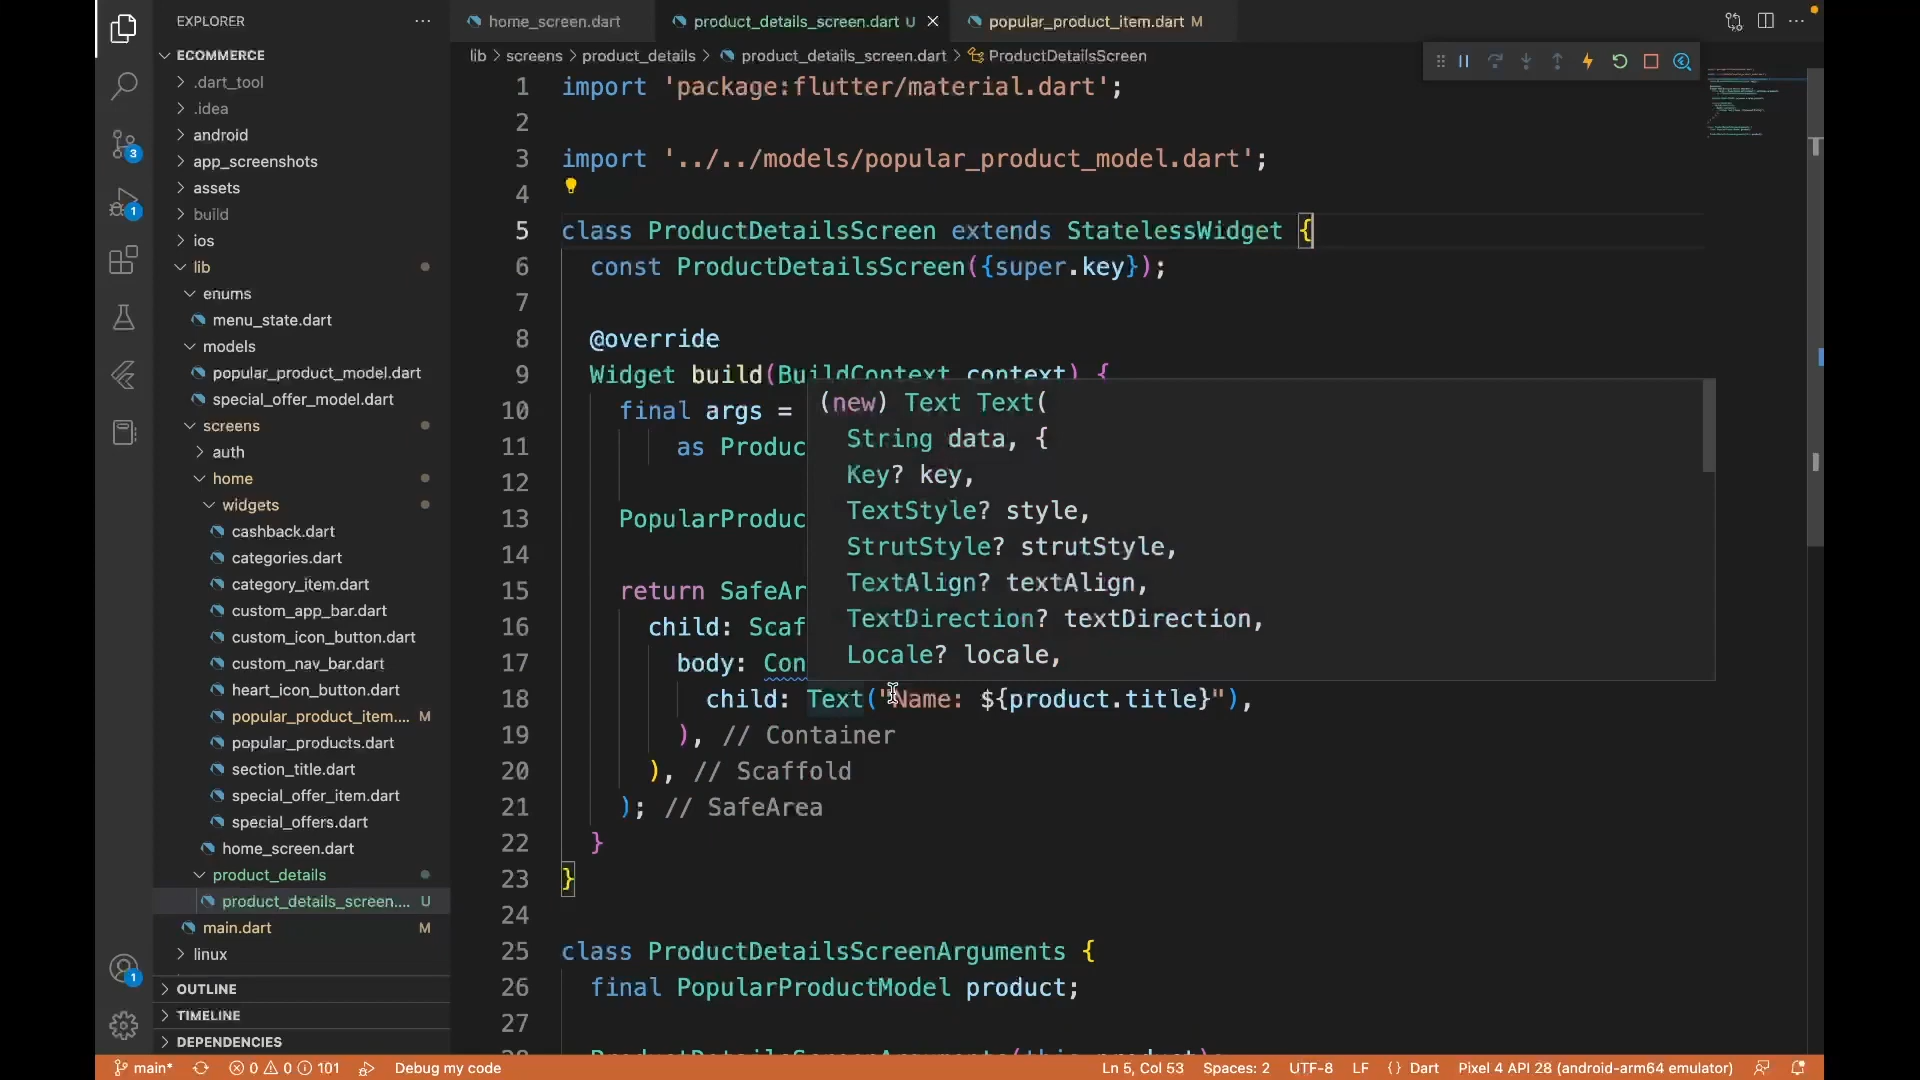 EXPLORER
ECOMMERCE
.dart_tool
.idea
android
app_screenshots
assets
build
ios
lib
enums
menu_state.dart
models
popular_product_model.dart
special_offer_model.dart
screens
auth
home
widgets
cashback.dart
categories.dart
category_item.dart
custom_app_bar.dart
custom_icon_button.dart
custom_nav_bar.dart
heart_icon_button.dart
popular_product_item.... M
popular_products.dart
section_title.dart
special_offer_item.dart
special_offers.dart
home_screen.dart
product_details
product_details_screen.... U
main.dart M
linux
OUTLINE
TIMELINE
DEPENDENCIES
3
1
1
home_screen.dart
product_details_screen.dart U
popular_product_item.dart M
lib > screens > product_details > product_details_screen.dart > ProductDetailsScreen
1 import 'package:flutter/material.dart';
2
3 import '../../models/popular_product_model.dart';
4
5 class ProductDetailsScreen extends StatelessWidget {
6 const ProductDetailsScreen({super.key});
7
8 @override
9 Widget build(BuildContext context) {
10 final args =
11 as Produc
12
13 PopularProduc
14
15 return SafeAr
16 child: Scaf
17 body: Con
18 child: Text("Name: ${product.title}"),
19 ), // Container
20 ), // Scaffold
21 ); // SafeArea
22 }
23 }
24
25 class ProductDetailsScreenArguments {
26 final PopularProductModel product;
27
(new) Text Text(
String data, {
Key? key,
TextStyle? style,
StrutStyle? strutStyle,
TextAlign? textAlign,
TextDirection? textDirection,
Locale? locale,
main* 0 0 101 Debug my code Ln 5, Col 53 Spaces: 2 UTF-8 LF {} Dart Pixel 4 API 28 (android-arm64 emulator)